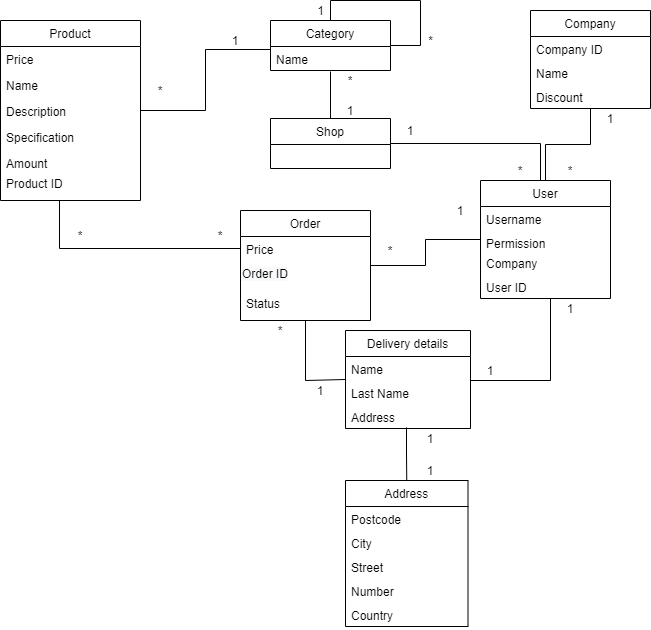 Product
Price
Name
Description
Specification
Amount
Product ID
*
1
1
Category
Name
*
*
1
Shop
1
Company
Company ID
Name
Discount
1
*
*
User
Username
Permission
Company
User ID
1
*
*
*
Order
Price
Order ID
Status
*
1
1
1
Delivery details
Name
Last Name
Address
1
1
Address
Postcode
City
Street
Number
Country